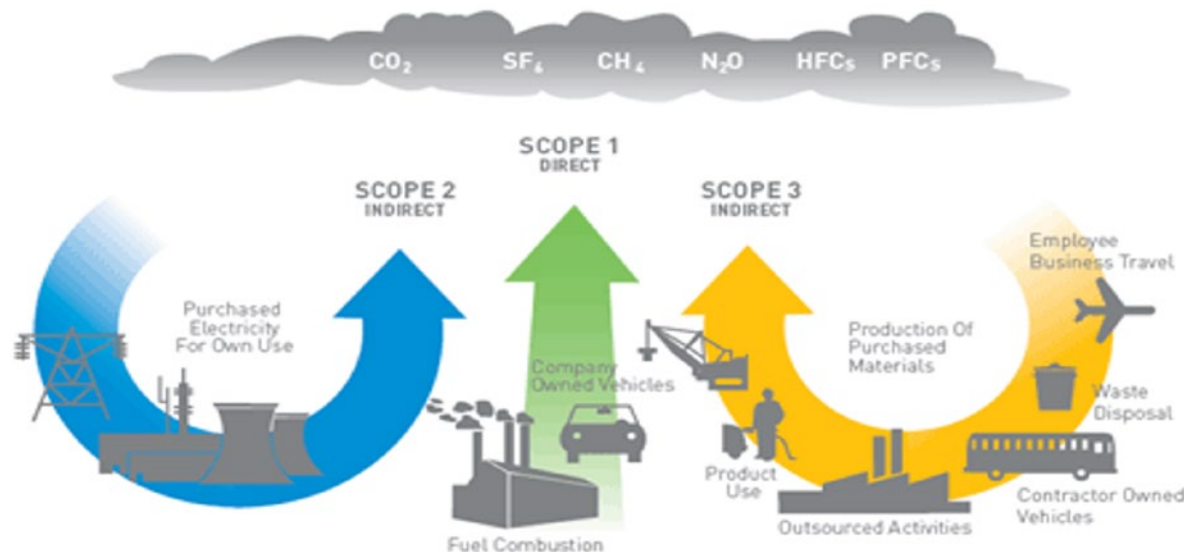 CO₂ SF₆ CH₄ N₂O HFCs PFCs
SCOPE 1
DIRECT
SCOPE 2
INDIRECT
SCOPE 3
INDIRECT
Purchased
Electricity
For Own Use
Company
Owned Vehicles
Fuel Combustion
Employee
Business Travel
Production Of
Purchased
Materials
Waste
Disposal
Product
Use
Contractor Owned
Vehicles
Outsourced Activities